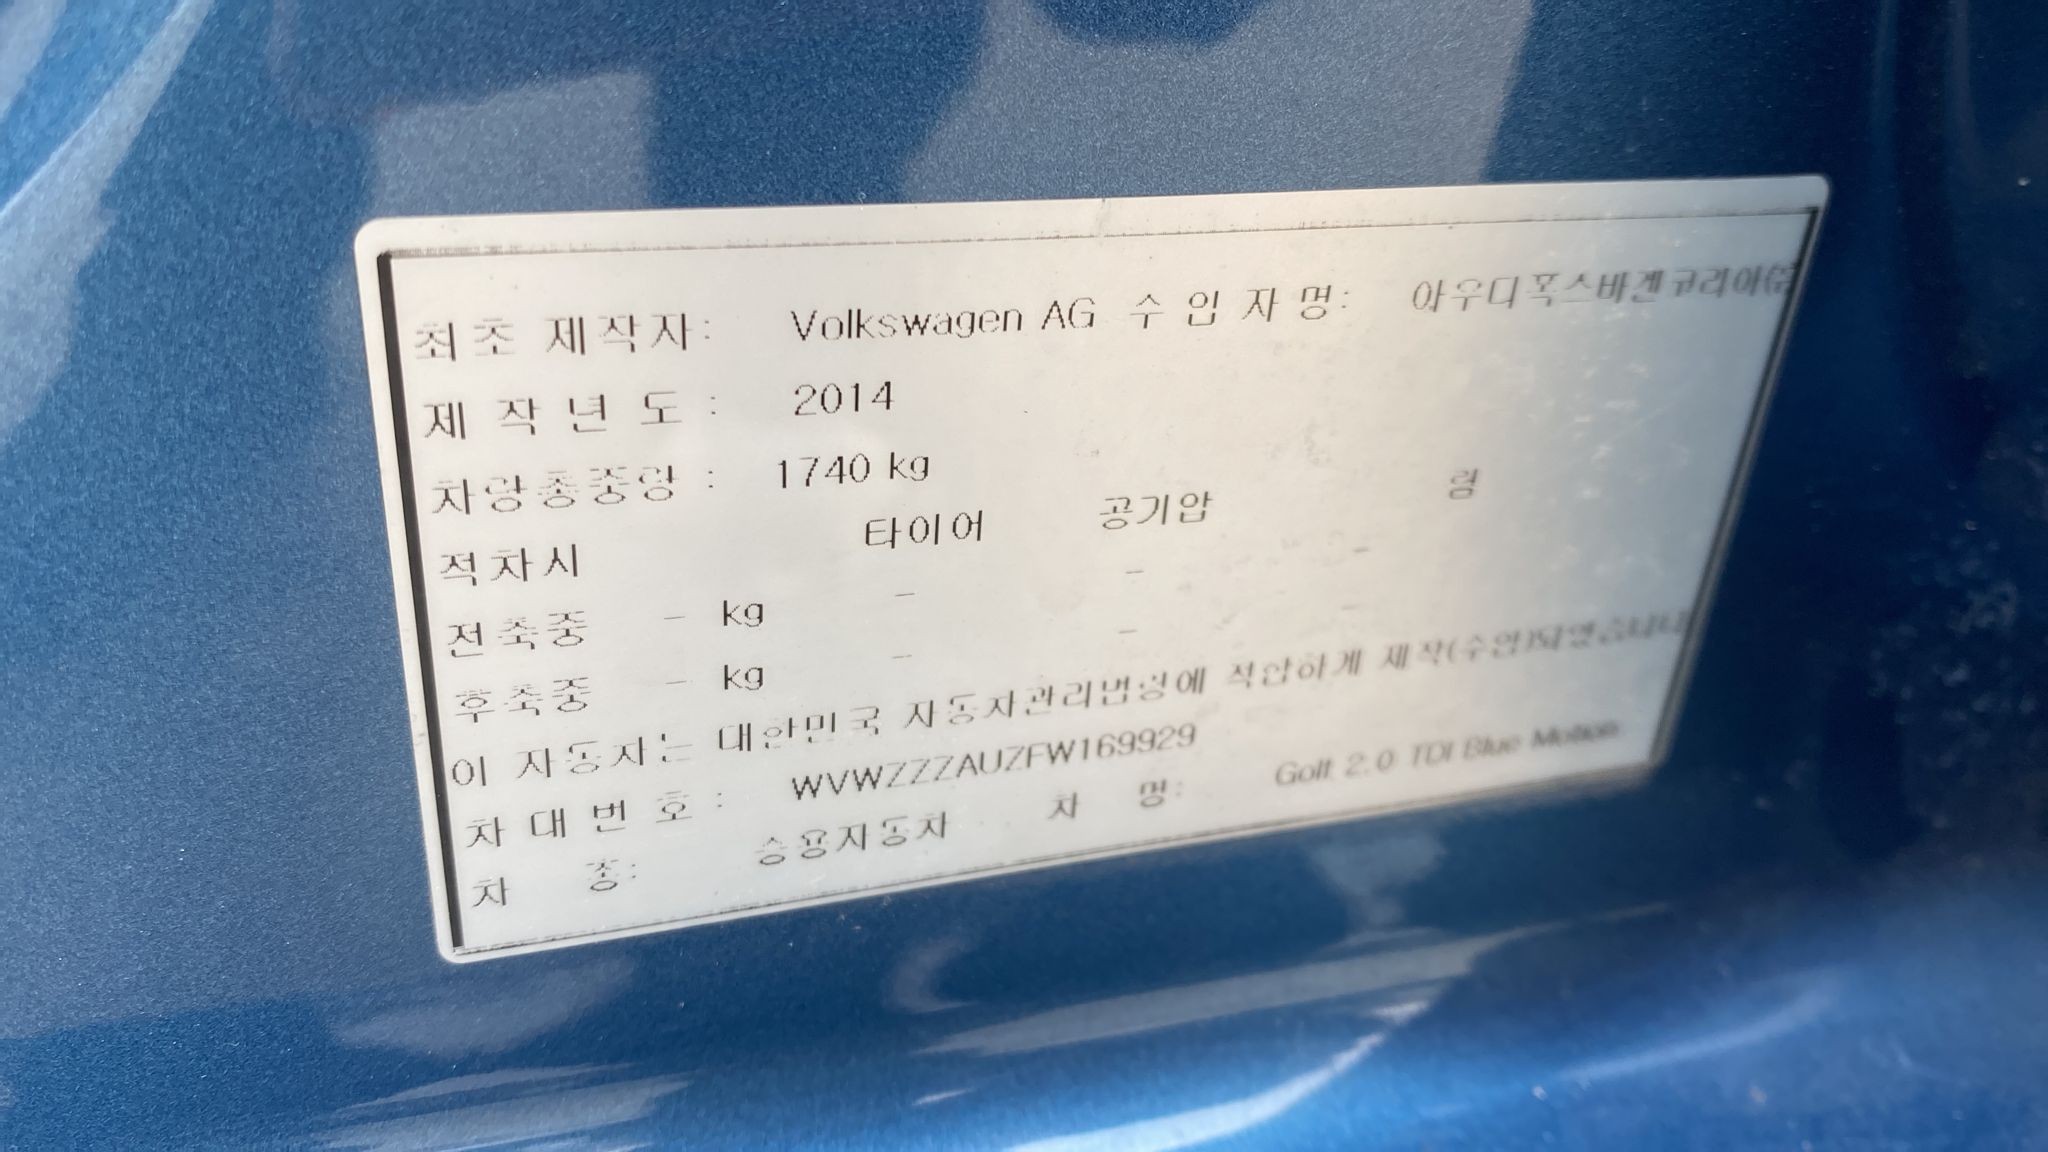 최초 제작자: Volkswagen AG 수 입 자 명: 아우디폭스바겐코리아(주
제 작 년 도 : 2014
차량총중량 : 1740 kg
적차시 타이어 공기압 림
전축중 - kg - - -
후축중 - kg - - -
이 자동차는 대한민국 자동차관리법령에 적합하게 제작(수입)되었습니다
차 대 번 호 : WVWZZZAUZFW169929
차 종: 승용자동차 차 명: Golf 2.0 TDI Blue Motion